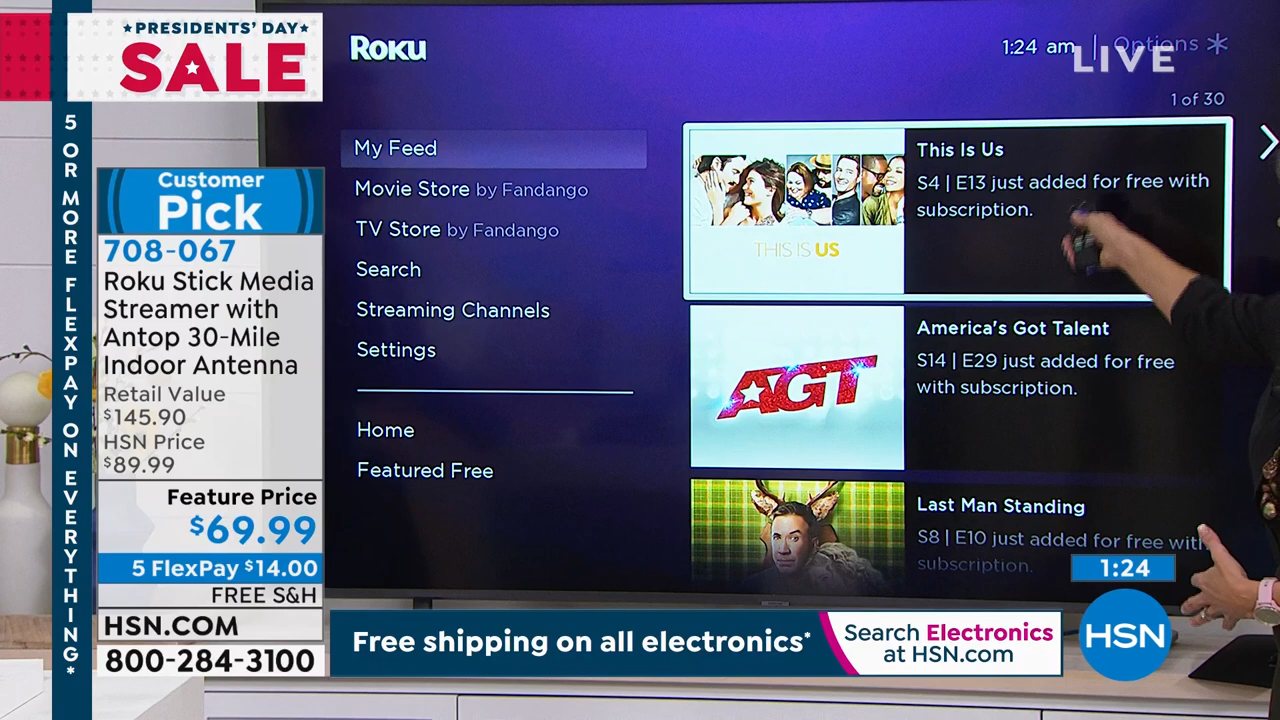 PRESIDENTS' DAY
SALE
5 OR MORE FLEXPAY ON EVERYTHING*
Customer
Pick
708-067
Roku Stick Media
Streamer with
Antop 30-Mile
Indoor Antenna
Retail Value
$145.90
HSN Price
$89.99
Feature Price
$69.99
5 FlexPay $14.00
FREE S&H
HSN.COM
800-284-3100
ROKU
1:24 am | Options
LIVE
1 of 30
My Feed
Movie Store by Fandango
TV Store by Fandango
Search
Streaming Channels
Settings
Home
Featured Free
THIS IS US
This Is Us
S4 | E13 just added for free with
subscription.
AGT
America's Got Talent
S14 | E29 just added for free
with subscription.
Last Man Standing
S8 | E10 just added for free with
subscription.
1:24
Free shipping on all electronics*
Search Electronics
at HSN.com
HSN